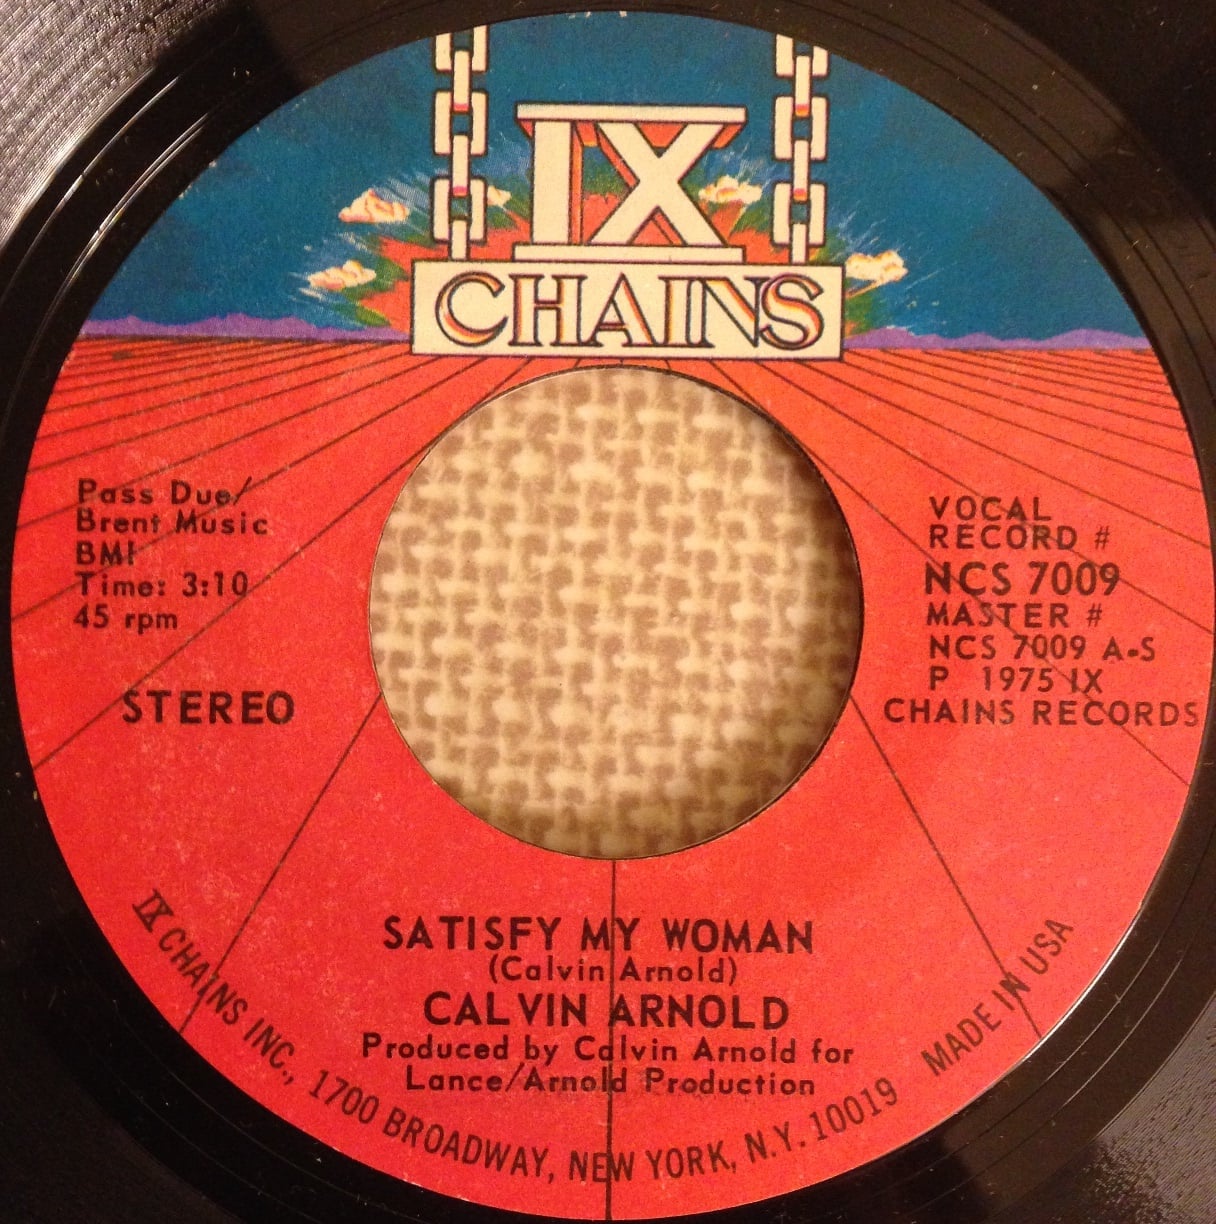 IX
CHAINS
Pass Due/
Brent Music
BMI
Time: 3:10
45 rpm
STEREO
VOCAL
RECORD #
NCS 7009
MASTER #
NCS 7009 A-S
P 1975 IX
CHAINS RECORDS
SATISFY MY WOMAN
(Calvin Arnold)
CALVIN ARNOLD
Produced by Calvin Arnold for
Lance/Arnold Production
IX CHAINS INC., 1700 BROADWAY, NEW YORK, N.Y. 10019 MADE IN USA